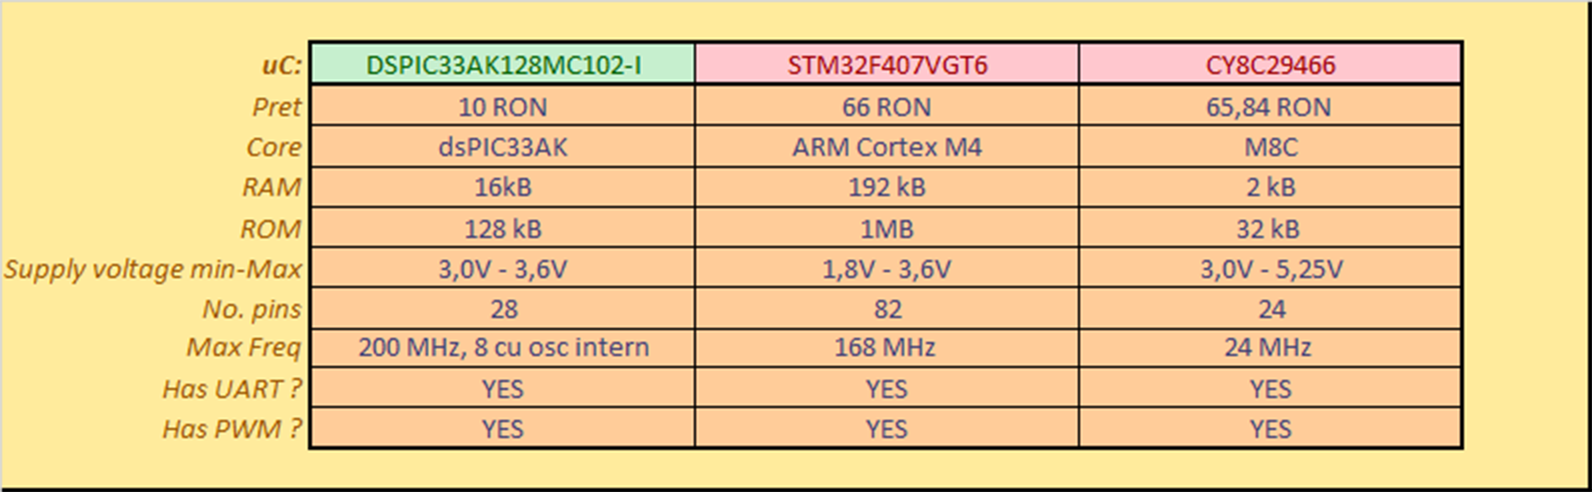 uC: DSPIC33AK128MC102-I STM32F407VGT6 CY8C29466
Pret 10 RON 66 RON 65,84 RON
Core dsPIC33AK ARM Cortex M4 M8C
RAM 16kB 192 kB 2 kB
ROM 128 kB 1MB 32 kB
Supply voltage min-Max 3,0V - 3,6V 1,8V - 3,6V 3,0V - 5,25V
No. pins 28 82 24
Max Freq 200 MHz, 8 cu osc intern 168 MHz 24 MHz
Has UART ? YES YES YES
Has PWM ? YES YES YES